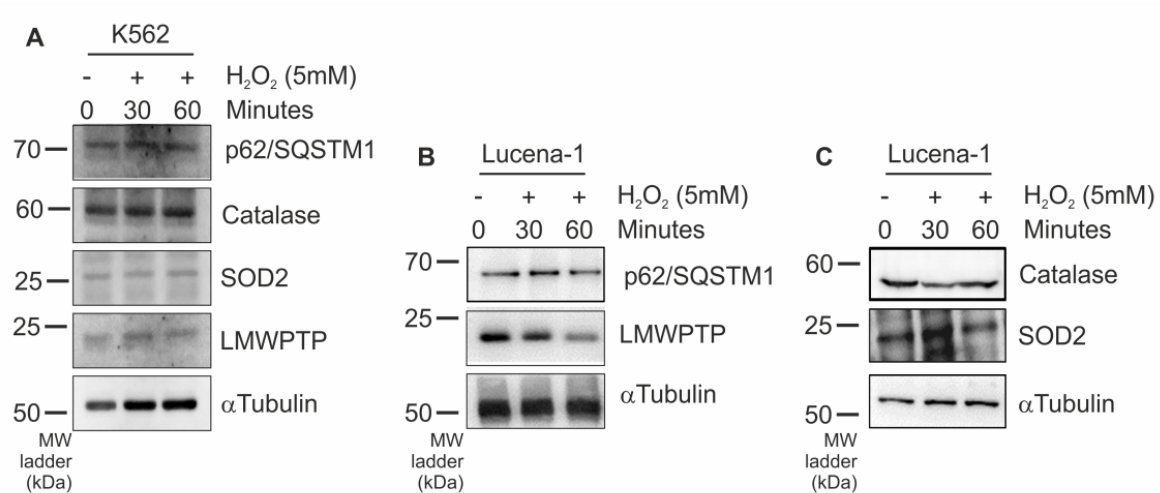 A
K562
- + + H₂O₂ (5mM)
0 30 60 Minutes
70 p62/SQSTM1
60 Catalase
25 SOD2
25 LMWPTP
50 αTubulin
MW
ladder
(kDa)
B
Lucena-1
- + + H₂O₂ (5mM)
0 30 60 Minutes
70 p62/SQSTM1
25 LMWPTP
50 αTubulin
MW
ladder
(kDa)
C
Lucena-1
- + + H₂O₂ (5mM)
0 30 60 Minutes
60 Catalase
25 SOD2
50 αTubulin
MW
ladder
(kDa)